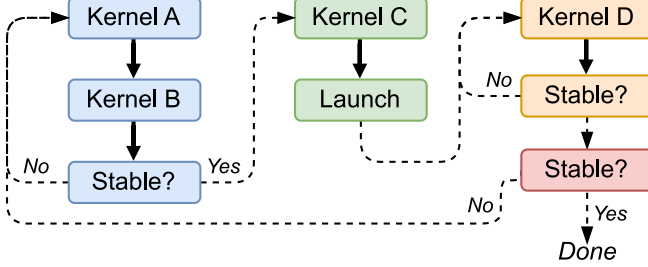 Kernel A
Kernel B
Stable?
No
Yes
Kernel C
Launch
Kernel D
No
Stable?
Stable?
No
Yes
Done